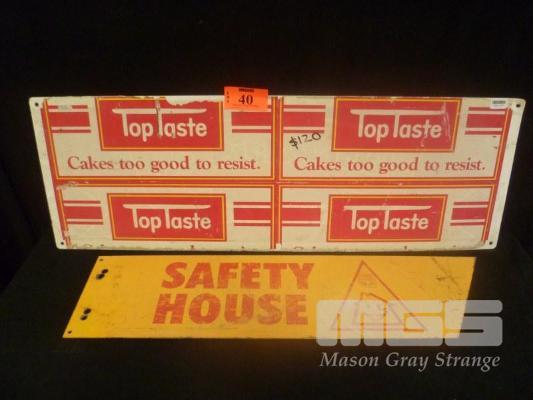 40
Top Taste
Top Taste
$120
Cakes too good to resist.
Cakes too good to resist.
Top Taste
Top Taste
SAFETY
HOUSE
MGS
Mason Gray Strange